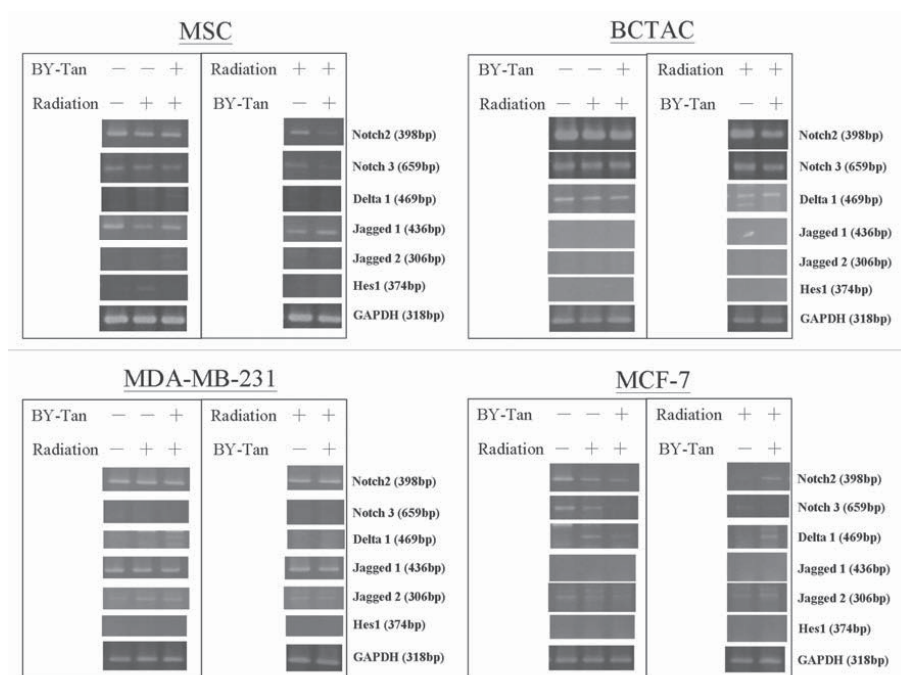 MSC
BY-Tan — — +
Radiation — + +
Radiation + +
BY-Tan — +
Notch2 (398bp)
Notch 3 (659bp)
Delta 1 (469bp)
Jagged 1 (436bp)
Jagged 2 (306bp)
Hes1 (374bp)
GAPDH (318bp)
BCTAC
BY-Tan — — +
Radiation — + +
Radiation + +
BY-Tan — +
Notch2 (398bp)
Notch 3 (659bp)
Delta 1 (469bp)
Jagged 1 (436bp)
Jagged 2 (306bp)
Hes1 (374bp)
GAPDH (318bp)
MDA-MB-231
BY-Tan — — +
Radiation — + +
Radiation + +
BY-Tan — +
Notch2 (398bp)
Notch 3 (659bp)
Delta 1 (469bp)
Jagged 1 (436bp)
Jagged 2 (306bp)
Hes1 (374bp)
GAPDH (318bp)
MCF-7
BY-Tan — — +
Radiation — + +
Radiation + +
BY-Tan — +
Notch2 (398bp)
Notch 3 (659bp)
Delta 1 (469bp)
Jagged 1 (436bp)
Jagged 2 (306bp)
Hes1 (374bp)
GAPDH (318bp)